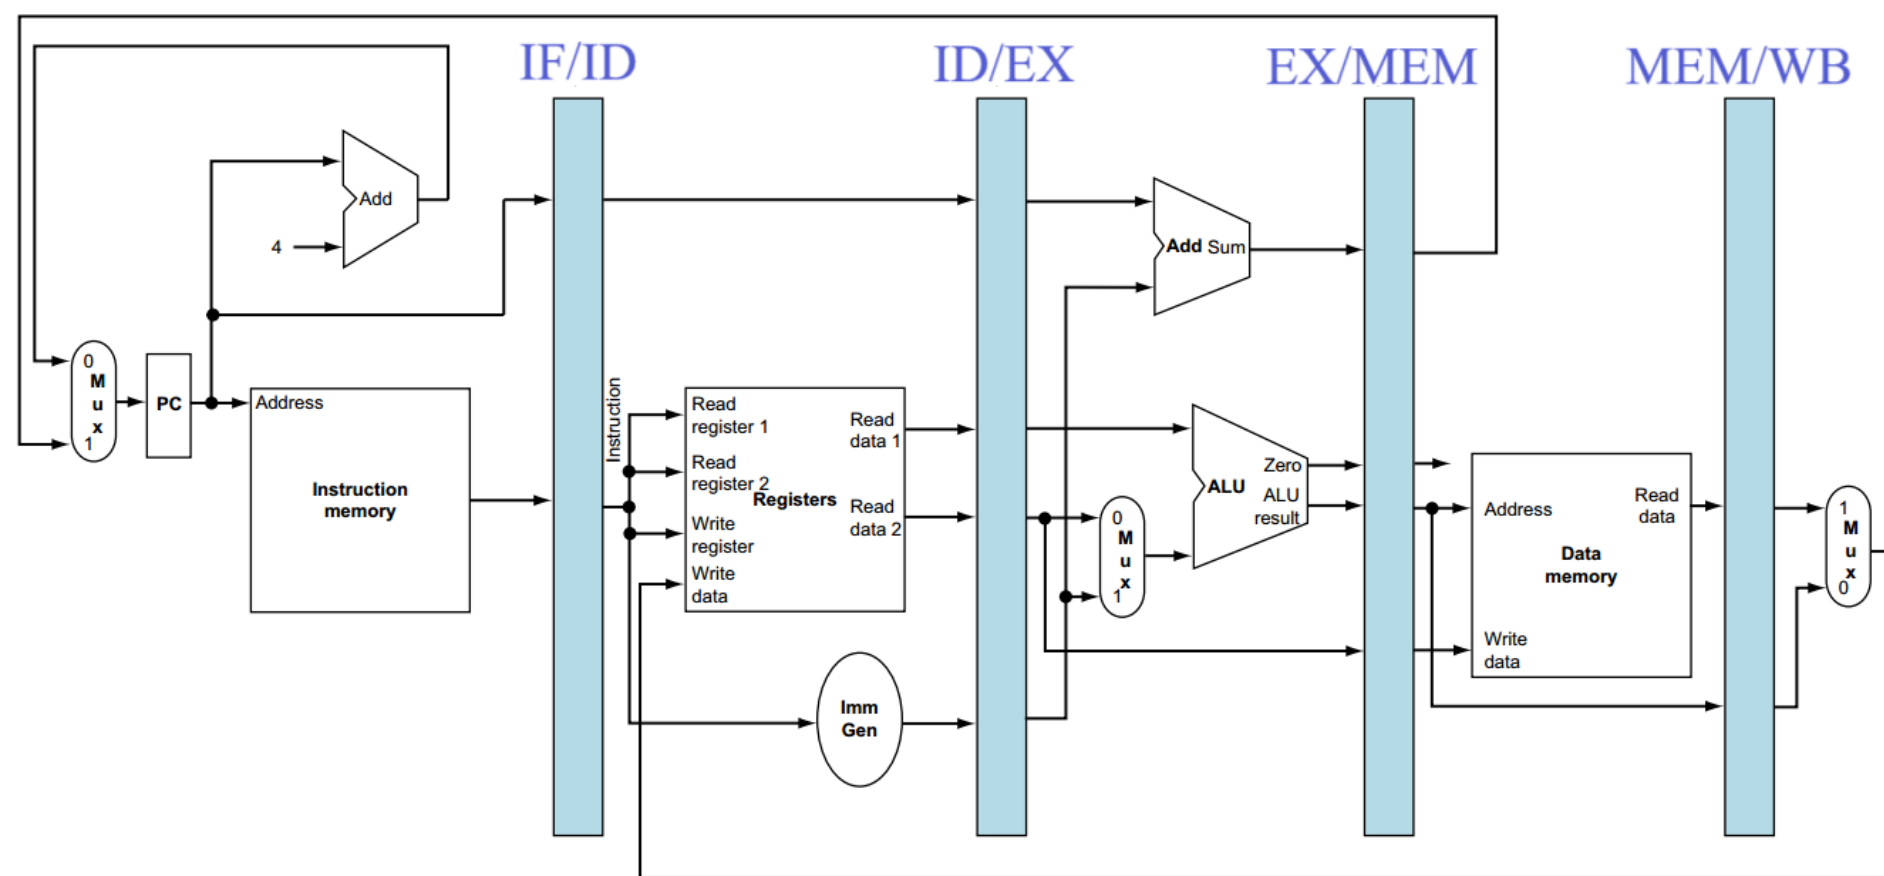 IF/ID
ID/EX
EX/MEM
MEM/WB
Add
4
Add Sum
0
M
u
x
1
PC
Address
Instruction
memory
Instruction
Read
register 1
Read
register 2
Write
register
Write
data
Registers
Read
data 1
Read
data 2
Imm
Gen
0
M
u
x
1
ALU
Zero
ALU
result
Address
Read
data
Data
memory
Write
data
1
M
u
x
0